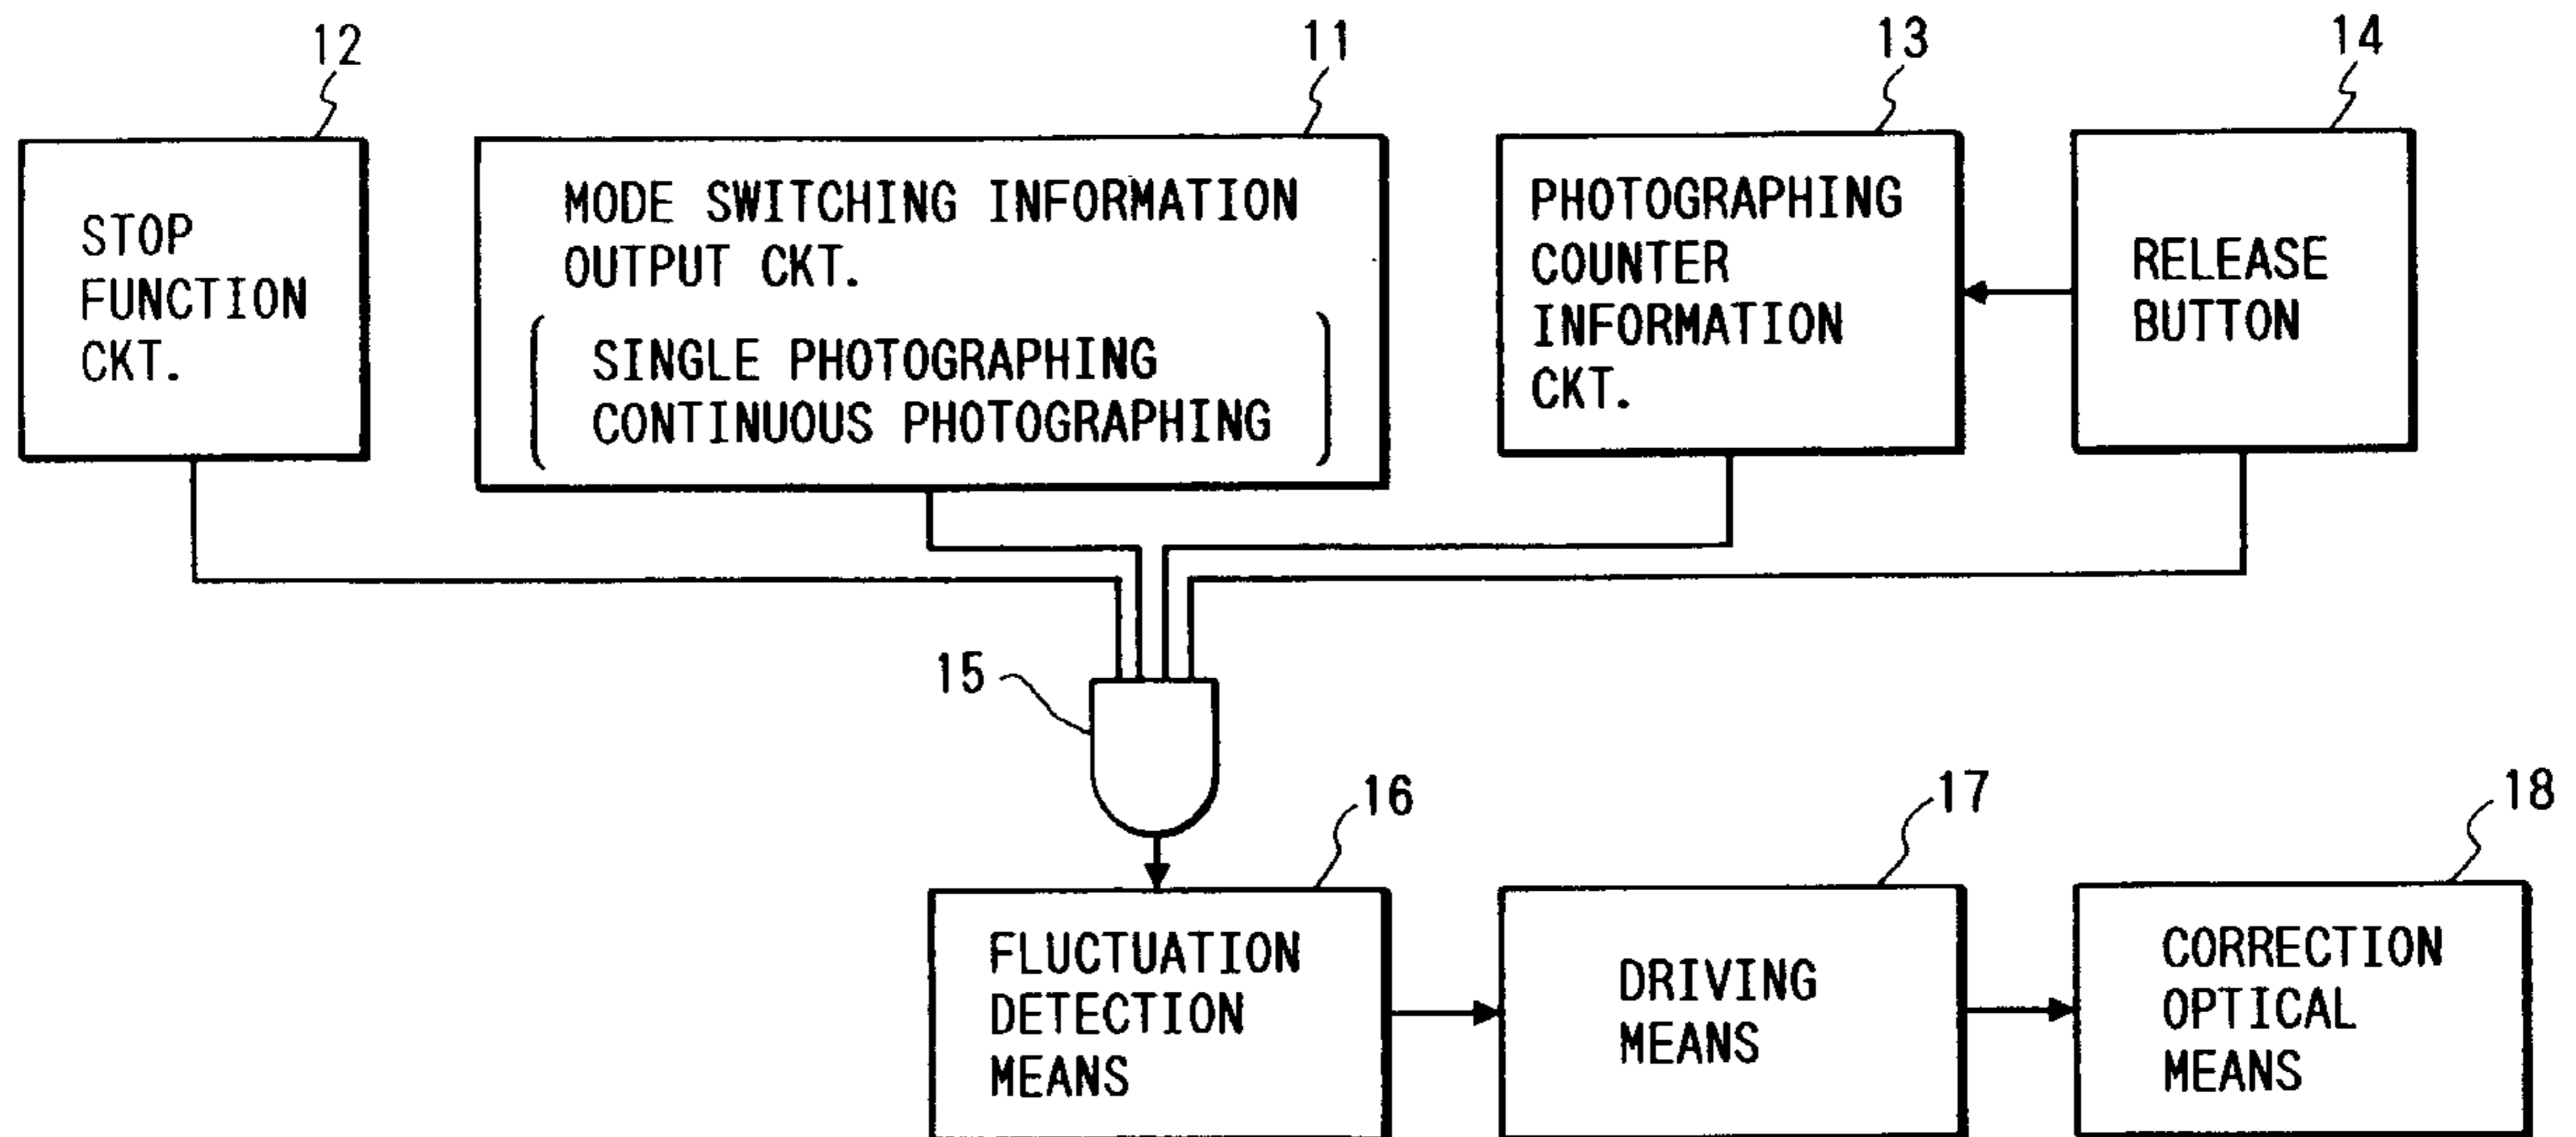 12
11
13
14
STOP
FUNCTION
CKT.
MODE SWITCHING INFORMATION
OUTPUT CKT.
SINGLE PHOTOGRAPHING
CONTINUOUS PHOTOGRAPHING
PHOTOGRAPHING
COUNTER
INFORMATION
CKT.
RELEASE
BUTTON
15
16
17
18
FLUCTUATION
DETECTION
MEANS
DRIVING
MEANS
CORRECTION
OPTICAL
MEANS